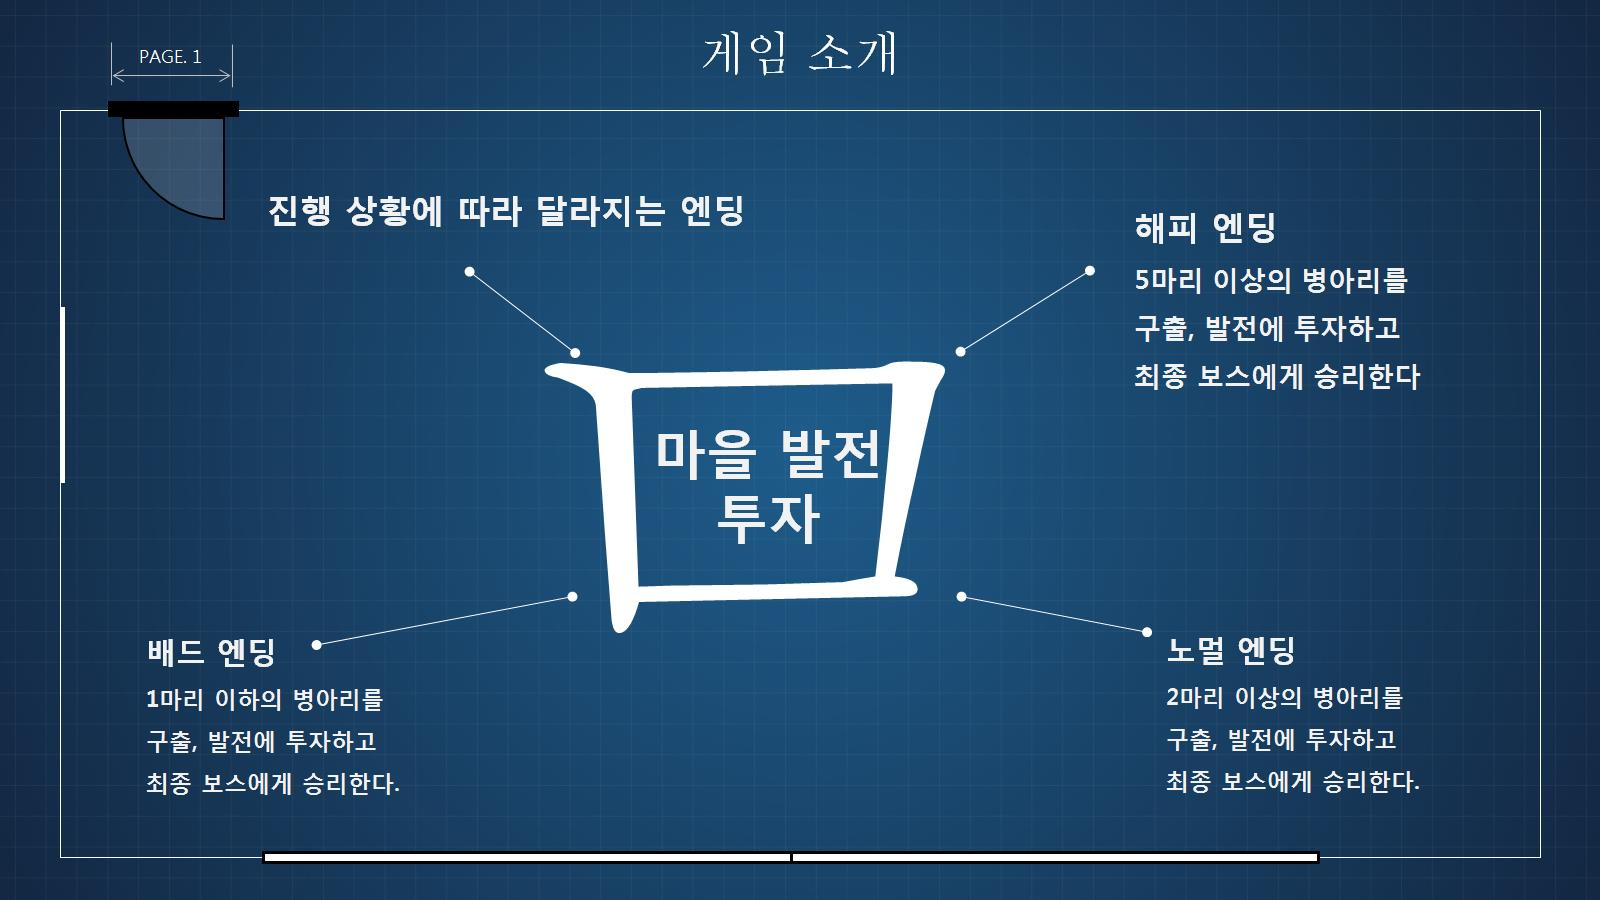 PAGE. 1
게임 소개
진행 상황에 따라 달라지는 엔딩
해피 엔딩
5마리 이상의 병아리를
구출, 발전에 투자하고
최종 보스에게 승리한다
마을 발전
투자
배드 엔딩
1마리 이하의 병아리를
구출, 발전에 투자하고
최종 보스에게 승리한다.
노멀 엔딩
2마리 이상의 병아리를
구출, 발전에 투자하고
최종 보스에게 승리한다.